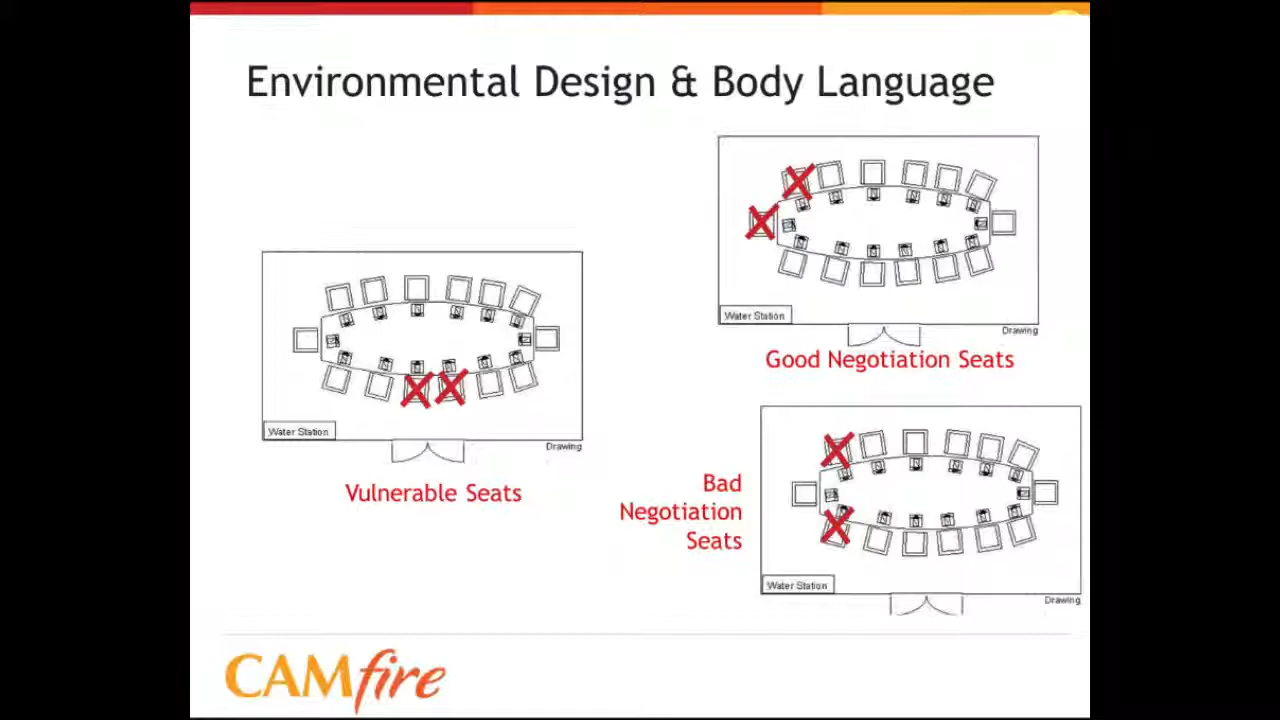 Environmental Design & Body Language
Water Station
Drawing
Vulnerable Seats
Water Station
Drawing
Good Negotiation Seats
Bad
Negotiation
Seats
Water Station
Drawing
CAMfire